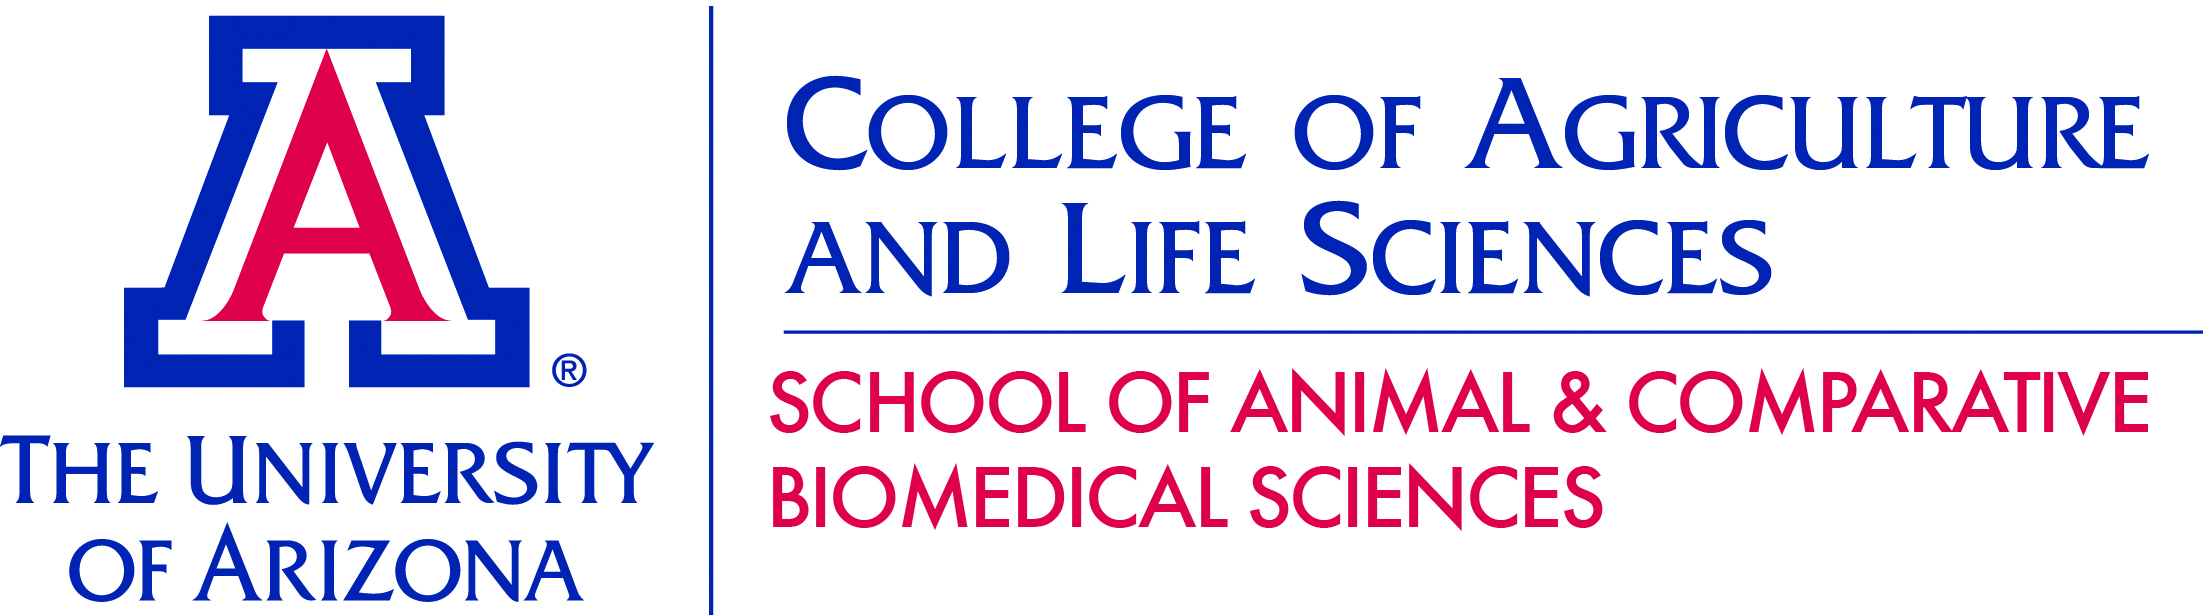 A
®
THE UNIVERSITY
OF ARIZONA
COLLEGE OF AGRICULTURE
AND LIFE SCIENCES
SCHOOL OF ANIMAL & COMPARATIVE
BIOMEDICAL SCIENCES